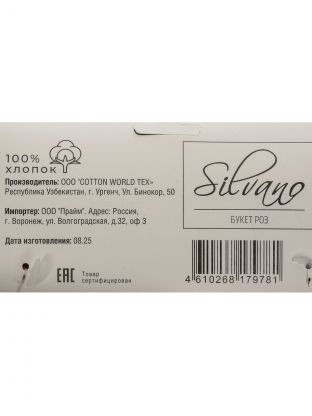 100%
ХЛОПОК
Производитель: ООО "COTTON WORLD TEX»
Республика Узбекистан, г. Ургенч, Ул. Бинокор, 50
Импортер: ООО "Прайм". Адрес: Россия,
г. Воронеж, ул. Волгоградская, д.32, оф 3
Дата изготовления: 08.25
EAC
Товар
сертифицирован
Silvano
БУКЕТ РОЗ
4 610268 179781